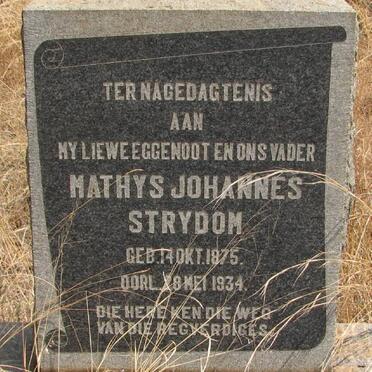 TER NAGEDAGTENIS
AAN
MY LIEWE EGGENOOT EN ONS VADER
MATHYS JOHANNES
STRYDOM
GEB. 14 OKT. 1875.
OORL. 28 MEI 1934.
DIE HERE KEN DIE WEG
VAN DIE REGVERDIGES.